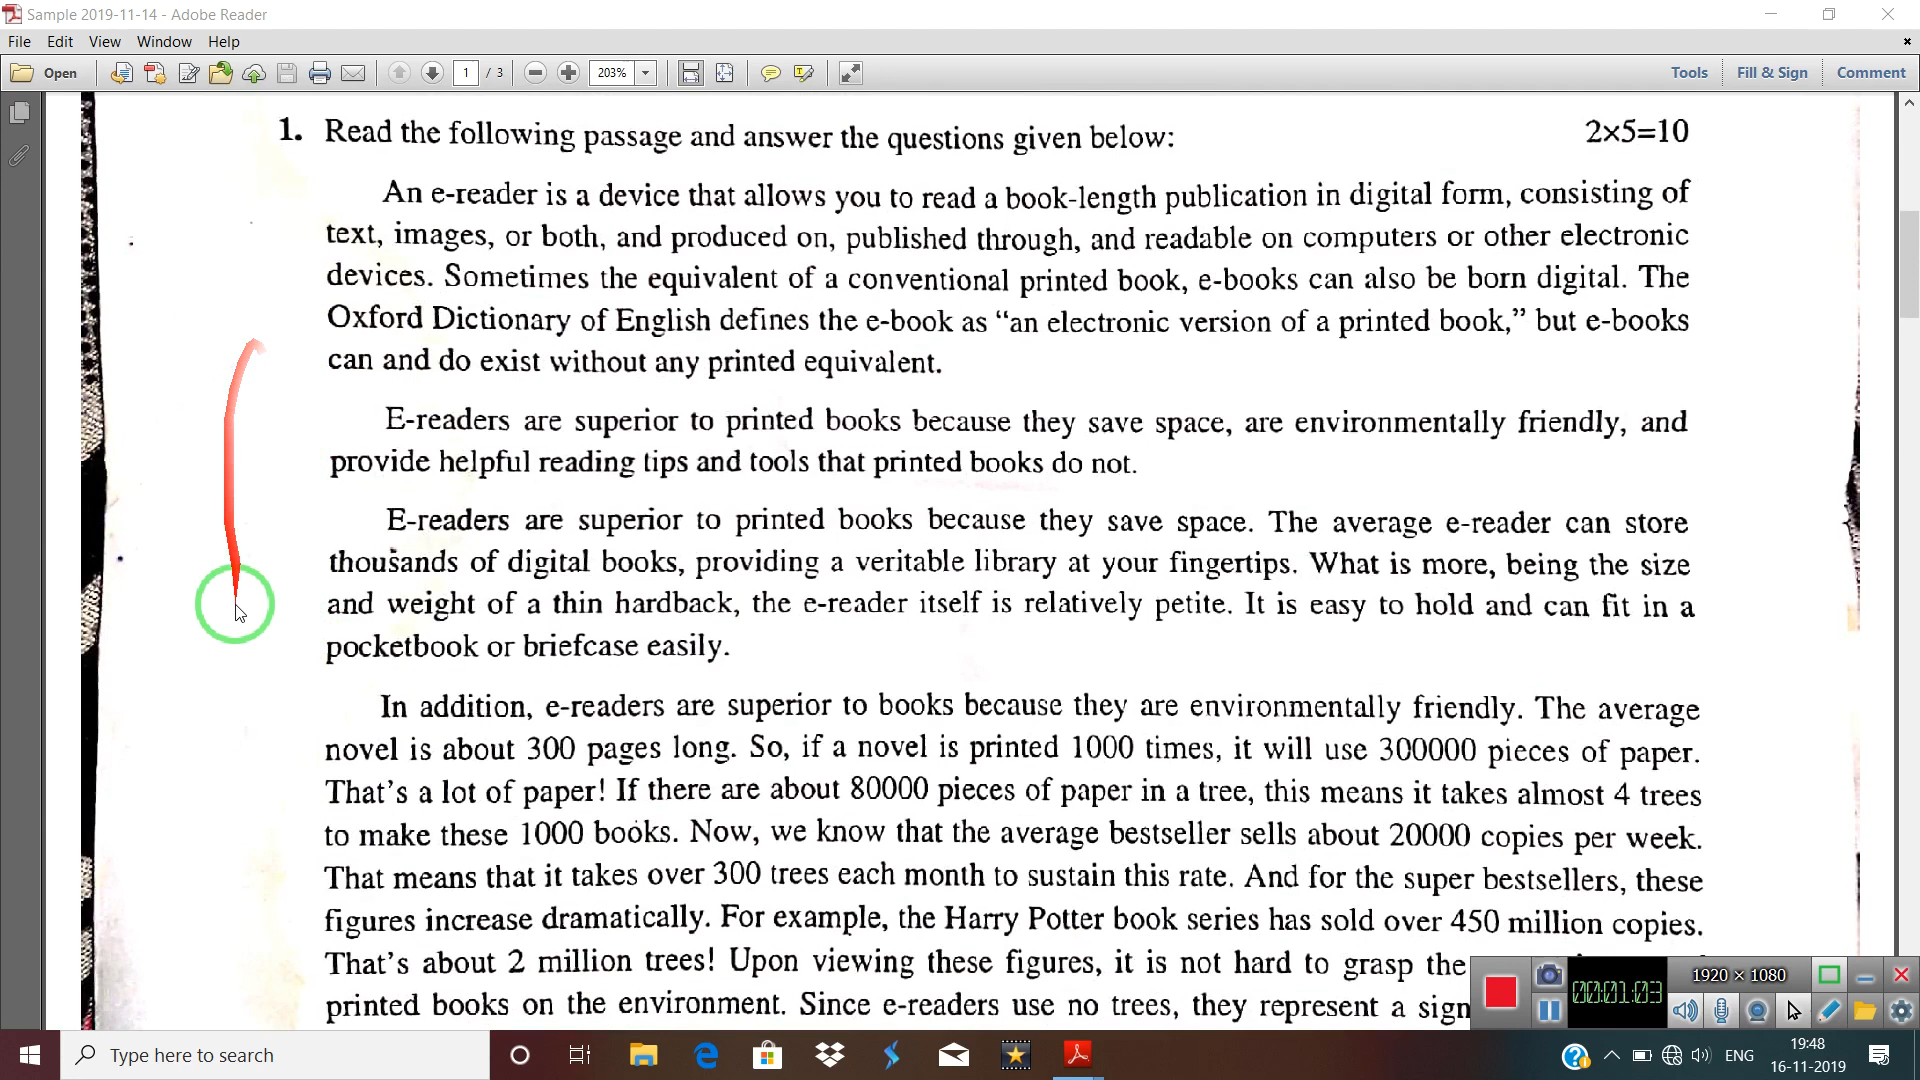 Sample 2019-11-14 - Adobe Reader
File Edit View Window Help
Open 1 / 3 203% Tools Fill & Sign Comment
1. Read the following passage and answer the questions given below: 2×5=10
An e-reader is a device that allows you to read a book-length publication in digital form, consisting of
text, images, or both, and produced on, published through, and readable on computers or other electronic
devices. Sometimes the equivalent of a conventional printed book, e-books can also be born digital. The
Oxford Dictionary of English defines the e-book as “an electronic version of a printed book,” but e-books
can and do exist without any printed equivalent.
E-readers are superior to printed books because they save space, are environmentally friendly, and
provide helpful reading tips and tools that printed books do not.
E-readers are superior to printed books because they save space. The average e-reader can store
thousands of digital books, providing a veritable library at your fingertips. What is more, being the size
and weight of a thin hardback, the e-reader itself is relatively petite. It is easy to hold and can fit in a
pocketbook or briefcase easily.
In addition, e-readers are superior to books because they are environmentally friendly. The average
novel is about 300 pages long. So, if a novel is printed 1000 times, it will use 300000 pieces of paper.
That’s a lot of paper! If there are about 80000 pieces of paper in a tree, this means it takes almost 4 trees
to make these 1000 books. Now, we know that the average bestseller sells about 20000 copies per week.
That means that it takes over 300 trees each month to sustain this rate. And for the super bestsellers, these
figures increase dramatically. For example, the Harry Potter book series has sold over 450 million copies.
That’s about 2 million trees! Upon viewing these figures, it is not hard to grasp the
printed books on the environment. Since e-readers use no trees, they represent a sign
1920 × 1080
00:01:03
Type here to search
ENG
19:48
16-11-2019